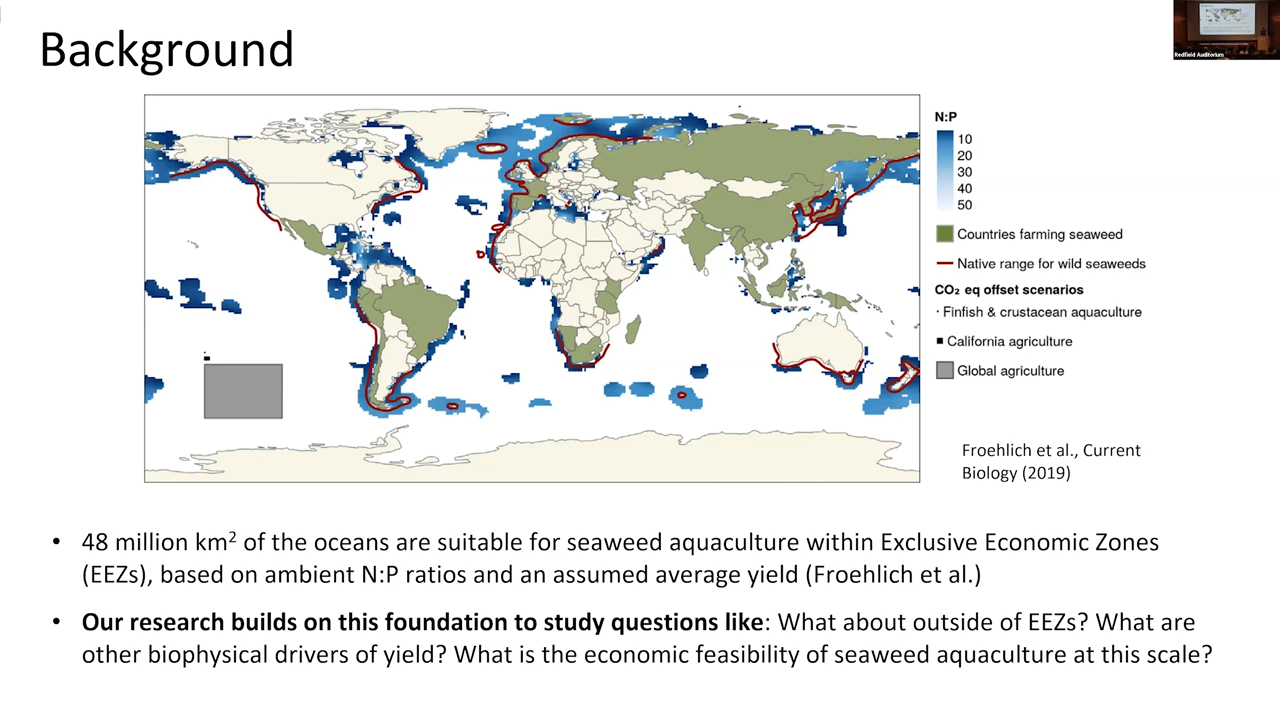 Background
Redfield Auditorium
N:P
10
20
30
40
50
Countries farming seaweed
Native range for wild seaweeds
CO₂ eq offset scenarios
Finfish & crustacean aquaculture
California agriculture
Global agriculture
Froehlich et al., Current
Biology (2019)
• 48 million km² of the oceans are suitable for seaweed aquaculture within Exclusive Economic Zones
(EEZs), based on ambient N:P ratios and an assumed average yield (Froehlich et al.)
• Our research builds on this foundation to study questions like: What about outside of EEZs? What are
other biophysical drivers of yield? What is the economic feasibility of seaweed aquaculture at this scale?